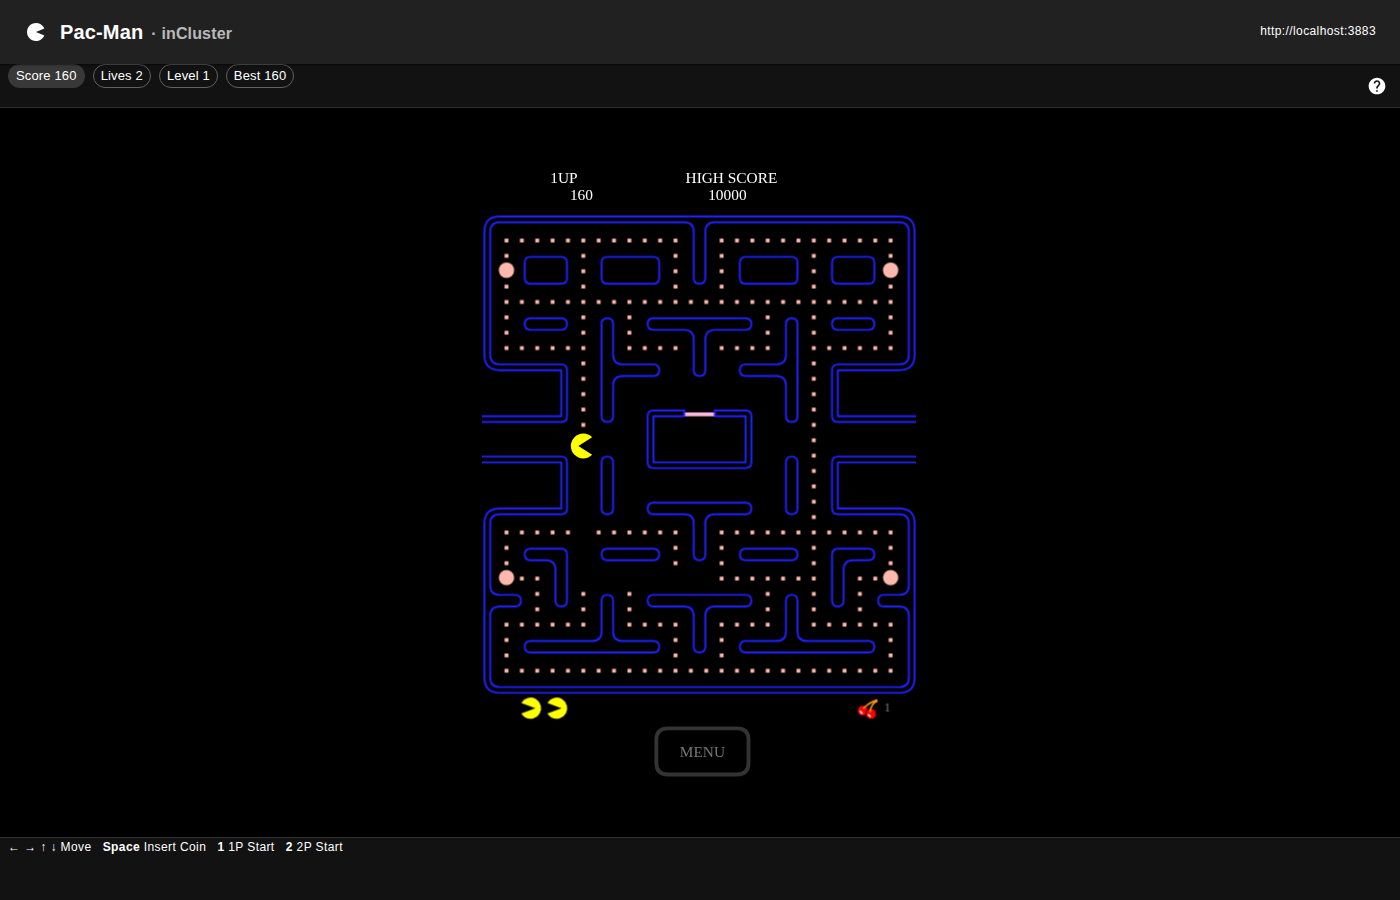 Pac-Man · inCluster
http://localhost:3883
Score 160 Lives 2 Level 1 Best 160
1UP HIGH SCORE
160 10000
1
MENU
← → ↑ ↓ Move Space Insert Coin 1 1P Start 2 2P Start